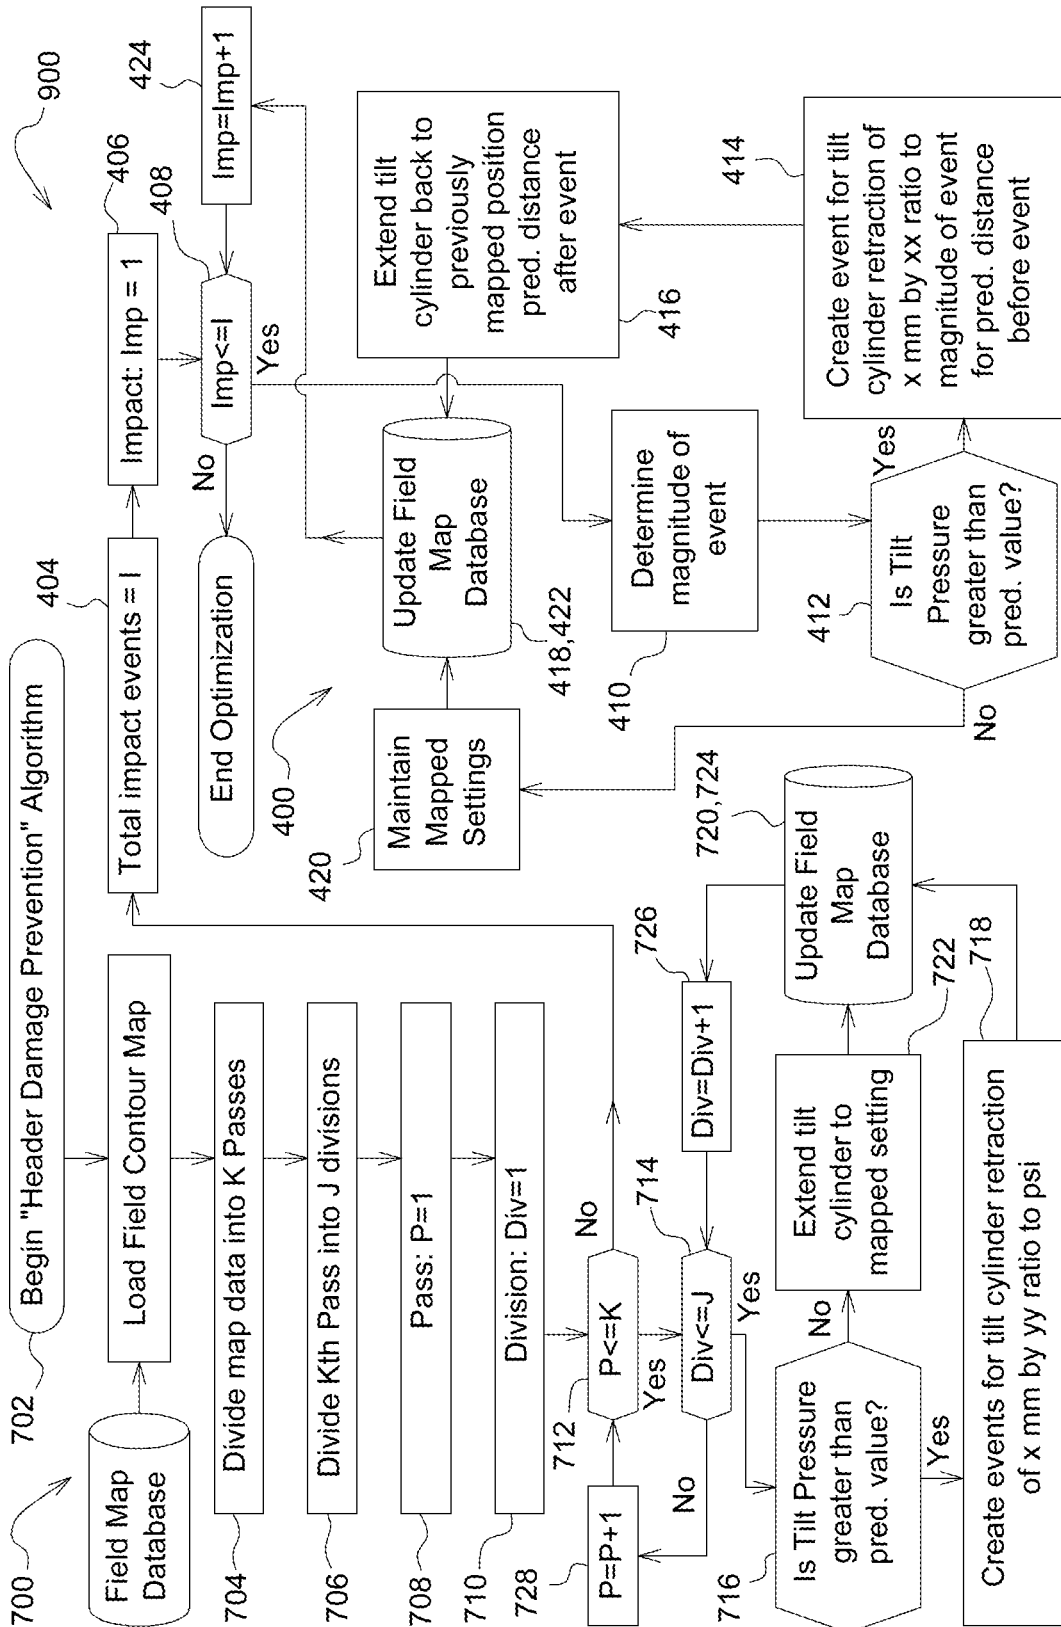 900
700
702
Begin "Header Damage Prevention" Algorithm
Field Map
Database
Load Field Contour Map
704
Divide map data into K Passes
706
Divide Kth Pass into J divisions
708
Pass: P=1
710
Division: Div=1
728
P=P+1
712
P<=K
No
Yes
714
Div<=J
No
Yes
726
Div=Div+1
716
Is Tilt Pressure
greater than
pred. value?
No
Yes
Extend tilt
cylinder to
mapped setting
722
720,724
Update Field
Map
Database
718
Create events for tilt cylinder retraction
of x mm by yy ratio to psi
404
Total impact events = I
406
Impact: Imp = 1
408
Imp<=I
No
Yes
424
Imp=Imp+1
End Optimization
400
420
Maintain
Mapped
Settings
Update Field
Map
Database
418,422
Extend tilt
cylinder back to
previously
mapped position
pred. distance
after event
416
410
Determine
magnitude of
event
412
Is Tilt
Pressure
greater than
pred. value?
No
Yes
414
Create event for tilt
cylinder retraction of
x mm by xx ratio to
magnitude of event
for pred. distance
before event